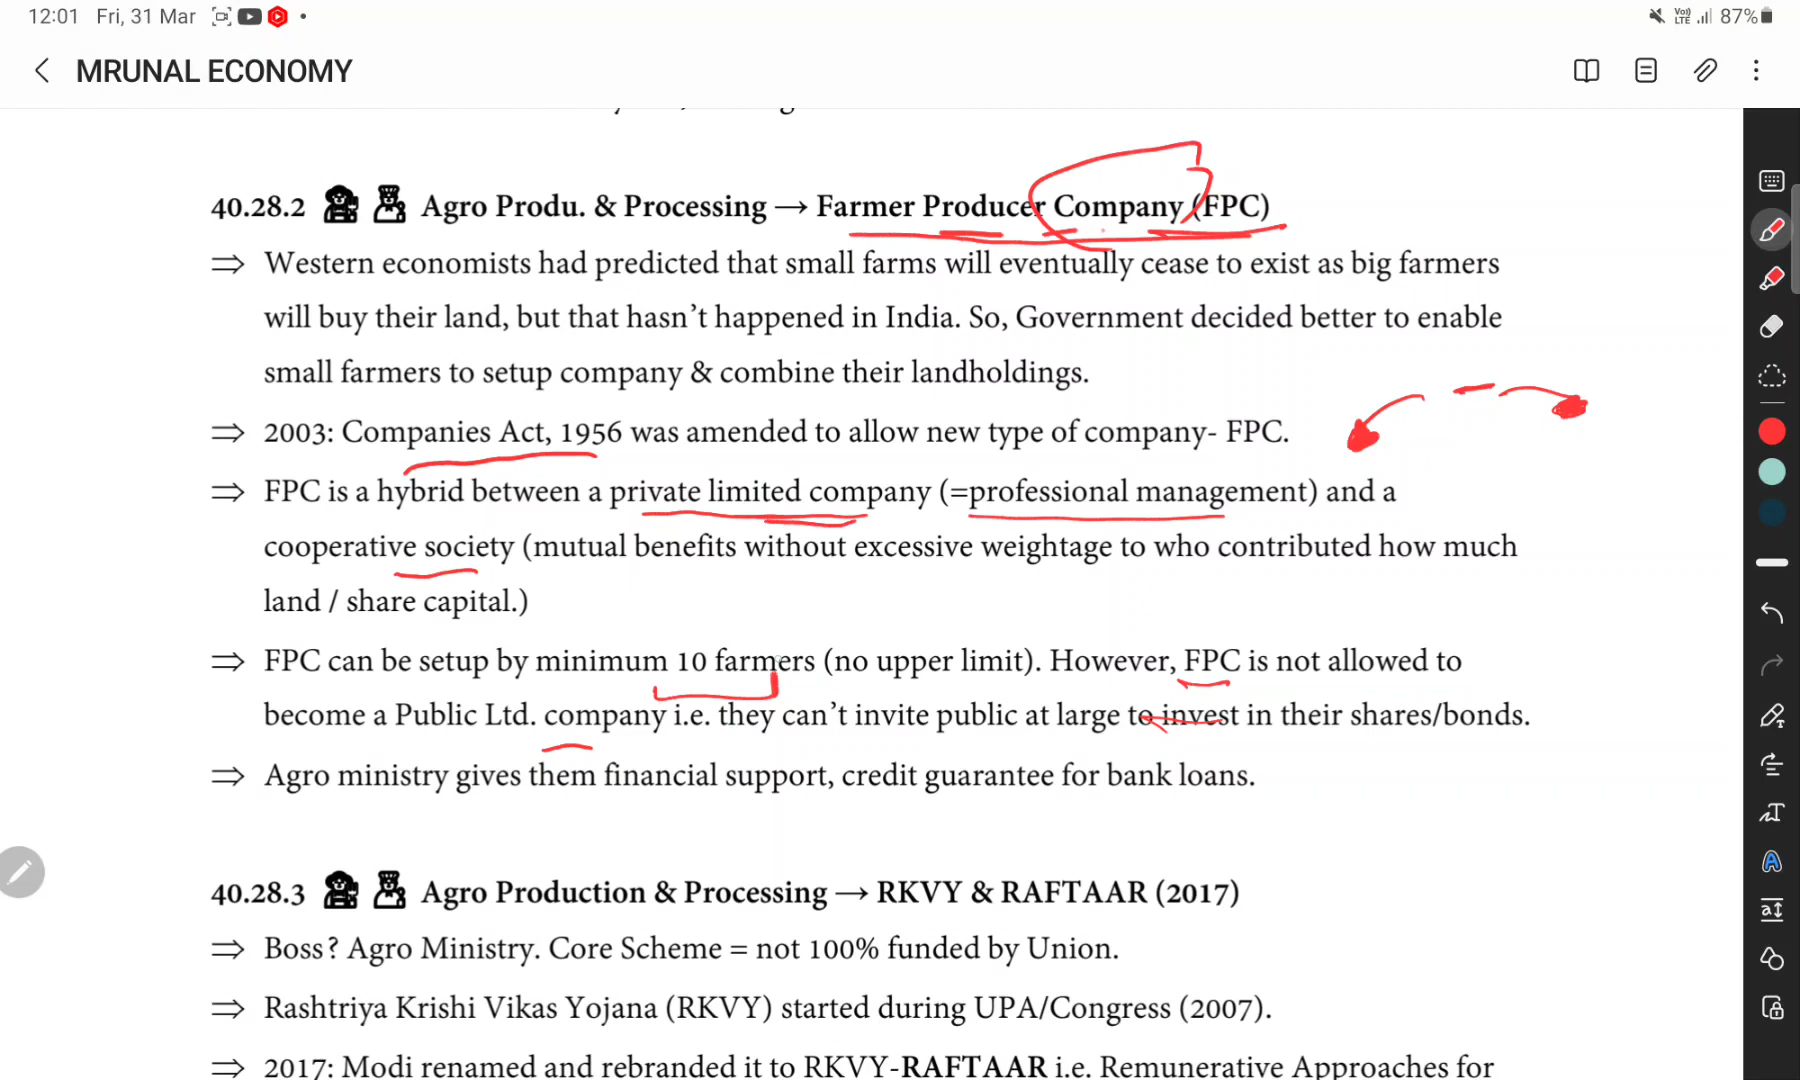 12:01 Fri, 31 Mar
Vo)) LTE 87%
MRUNAL ECONOMY
40.28.2 Agro Produ. & Processing → Farmer Producer Company (FPC)
⇒ Western economists had predicted that small farms will eventually cease to exist as big farmers
will buy their land, but that hasn’t happened in India. So, Government decided better to enable
small farmers to setup company & combine their landholdings.
⇒ 2003: Companies Act, 1956 was amended to allow new type of company- FPC.
⇒ FPC is a hybrid between a private limited company (=professional management) and a
cooperative society (mutual benefits without excessive weightage to who contributed how much
land / share capital.)
⇒ FPC can be setup by minimum 10 farmers (no upper limit). However, FPC is not allowed to
become a Public Ltd. company i.e. they can’t invite public at large to invest in their shares/bonds.
⇒ Agro ministry gives them financial support, credit guarantee for bank loans.
40.28.3 Agro Production & Processing → RKVY & RAFTAAR (2017)
⇒ Boss? Agro Ministry. Core Scheme = not 100% funded by Union.
⇒ Rashtriya Krishi Vikas Yojana (RKVY) started during UPA/Congress (2007).
⇒ 2017: Modi renamed and rebranded it to RKVY-RAFTAAR i.e. Remunerative Approaches for